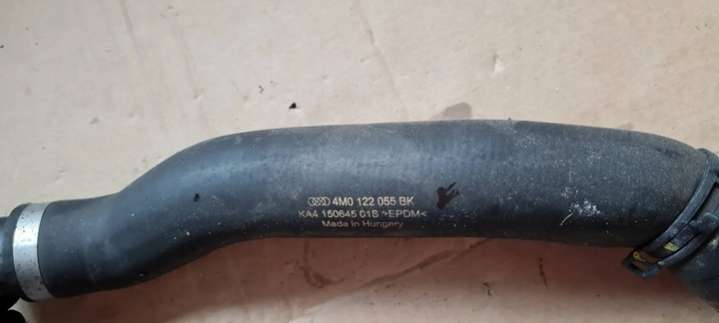 4M0 122 055 BK
KA4 150645 01S >EPDM<
Made in Hungary